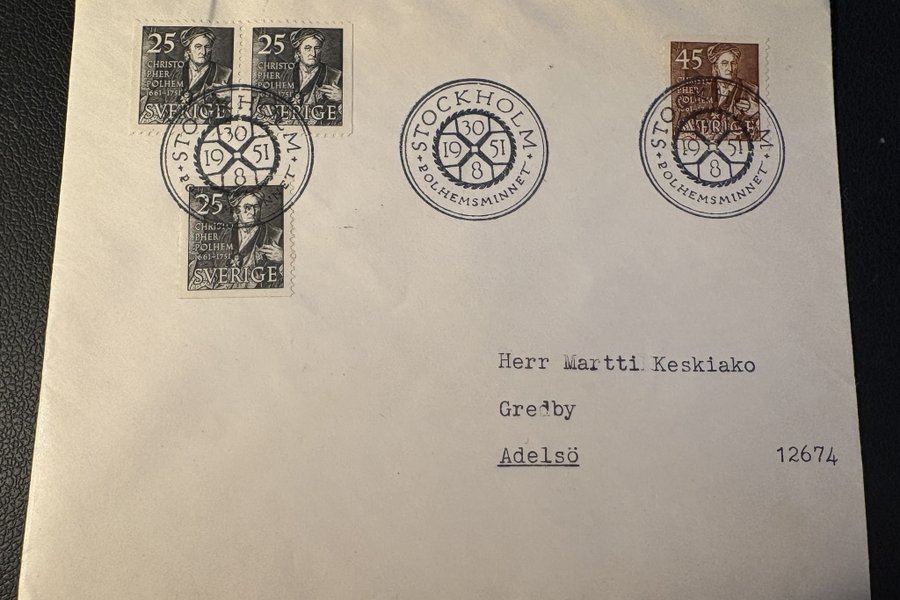 25
CHRISTO
PHER
POLHEM
1661-1751
SVERIGE
25
CHRISTO
PHER
POLHEM
1661-1751
SVERIGE
45
CHRISTO
PHER
POLHEM
SVERIGE
STOCKHOLM
30
19 51
8
POLHEMSMINNET
STOCKHOLM
30
19 51
8
POLHEMSMINNET
STOCKHOLM
30
19 51
8
POLHEMSMINNET
25
CHRISTO
PHER
POLHEM
1661-1751
SVERIGE
Herr Martti Keskiako
Gredby
Adelsö 12674